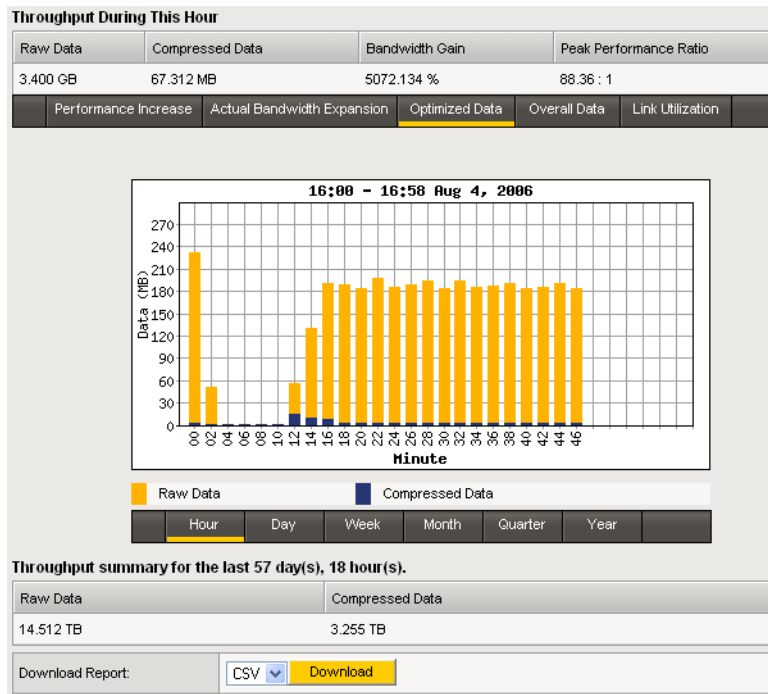 Throughput During This Hour
Raw Data Compressed Data Bandwidth Gain Peak Performance Ratio
3.400 GB 67.312 MB 5072.134 % 88.36 : 1
Performance Increase Actual Bandwidth Expansion Optimized Data Overall Data Link Utilization
16:00 - 16:58 Aug 4, 2006
270
240
210
180
150
120
90
60
30
0
Data (MB)
00 02 04 06 08 10 12 14 16 18 20 22 24 26 28 30 32 34 36 38 40 42 44 46
Minute
Raw Data Compressed Data
Hour Day Week Month Quarter Year
Throughput summary for the last 57 day(s), 18 hour(s).
Raw Data Compressed Data
14.512 TB 3.255 TB
Download Report: CSV Download